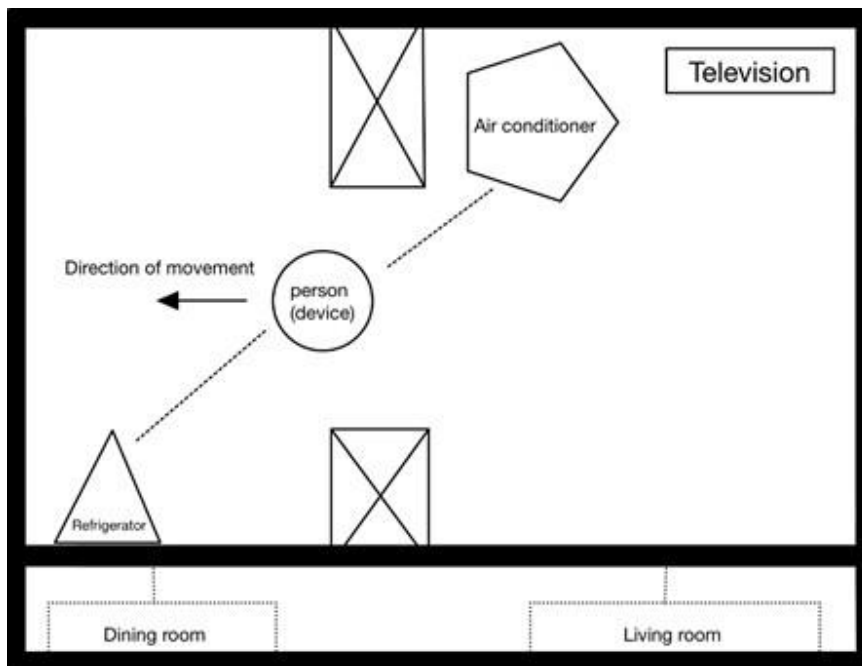 Television
Air conditioner
Direction of movement
person
(device)
Refrigerator
Dining room
Living room